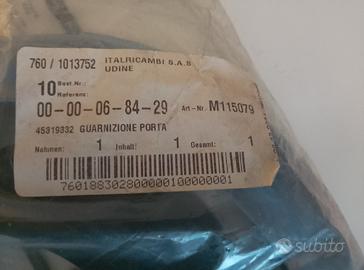 760 / 1013752 ITALRICAMBI S.A.S
UDINE
10 Best.Nr.:
Referenz:
00-00-06-84-29 Art-Nr. M115079
45319332 GUARNIZIONE PORTA
Rahmen: 1 Inhalt: 1 Gesamt: 1
7601883028000001000000001
subito